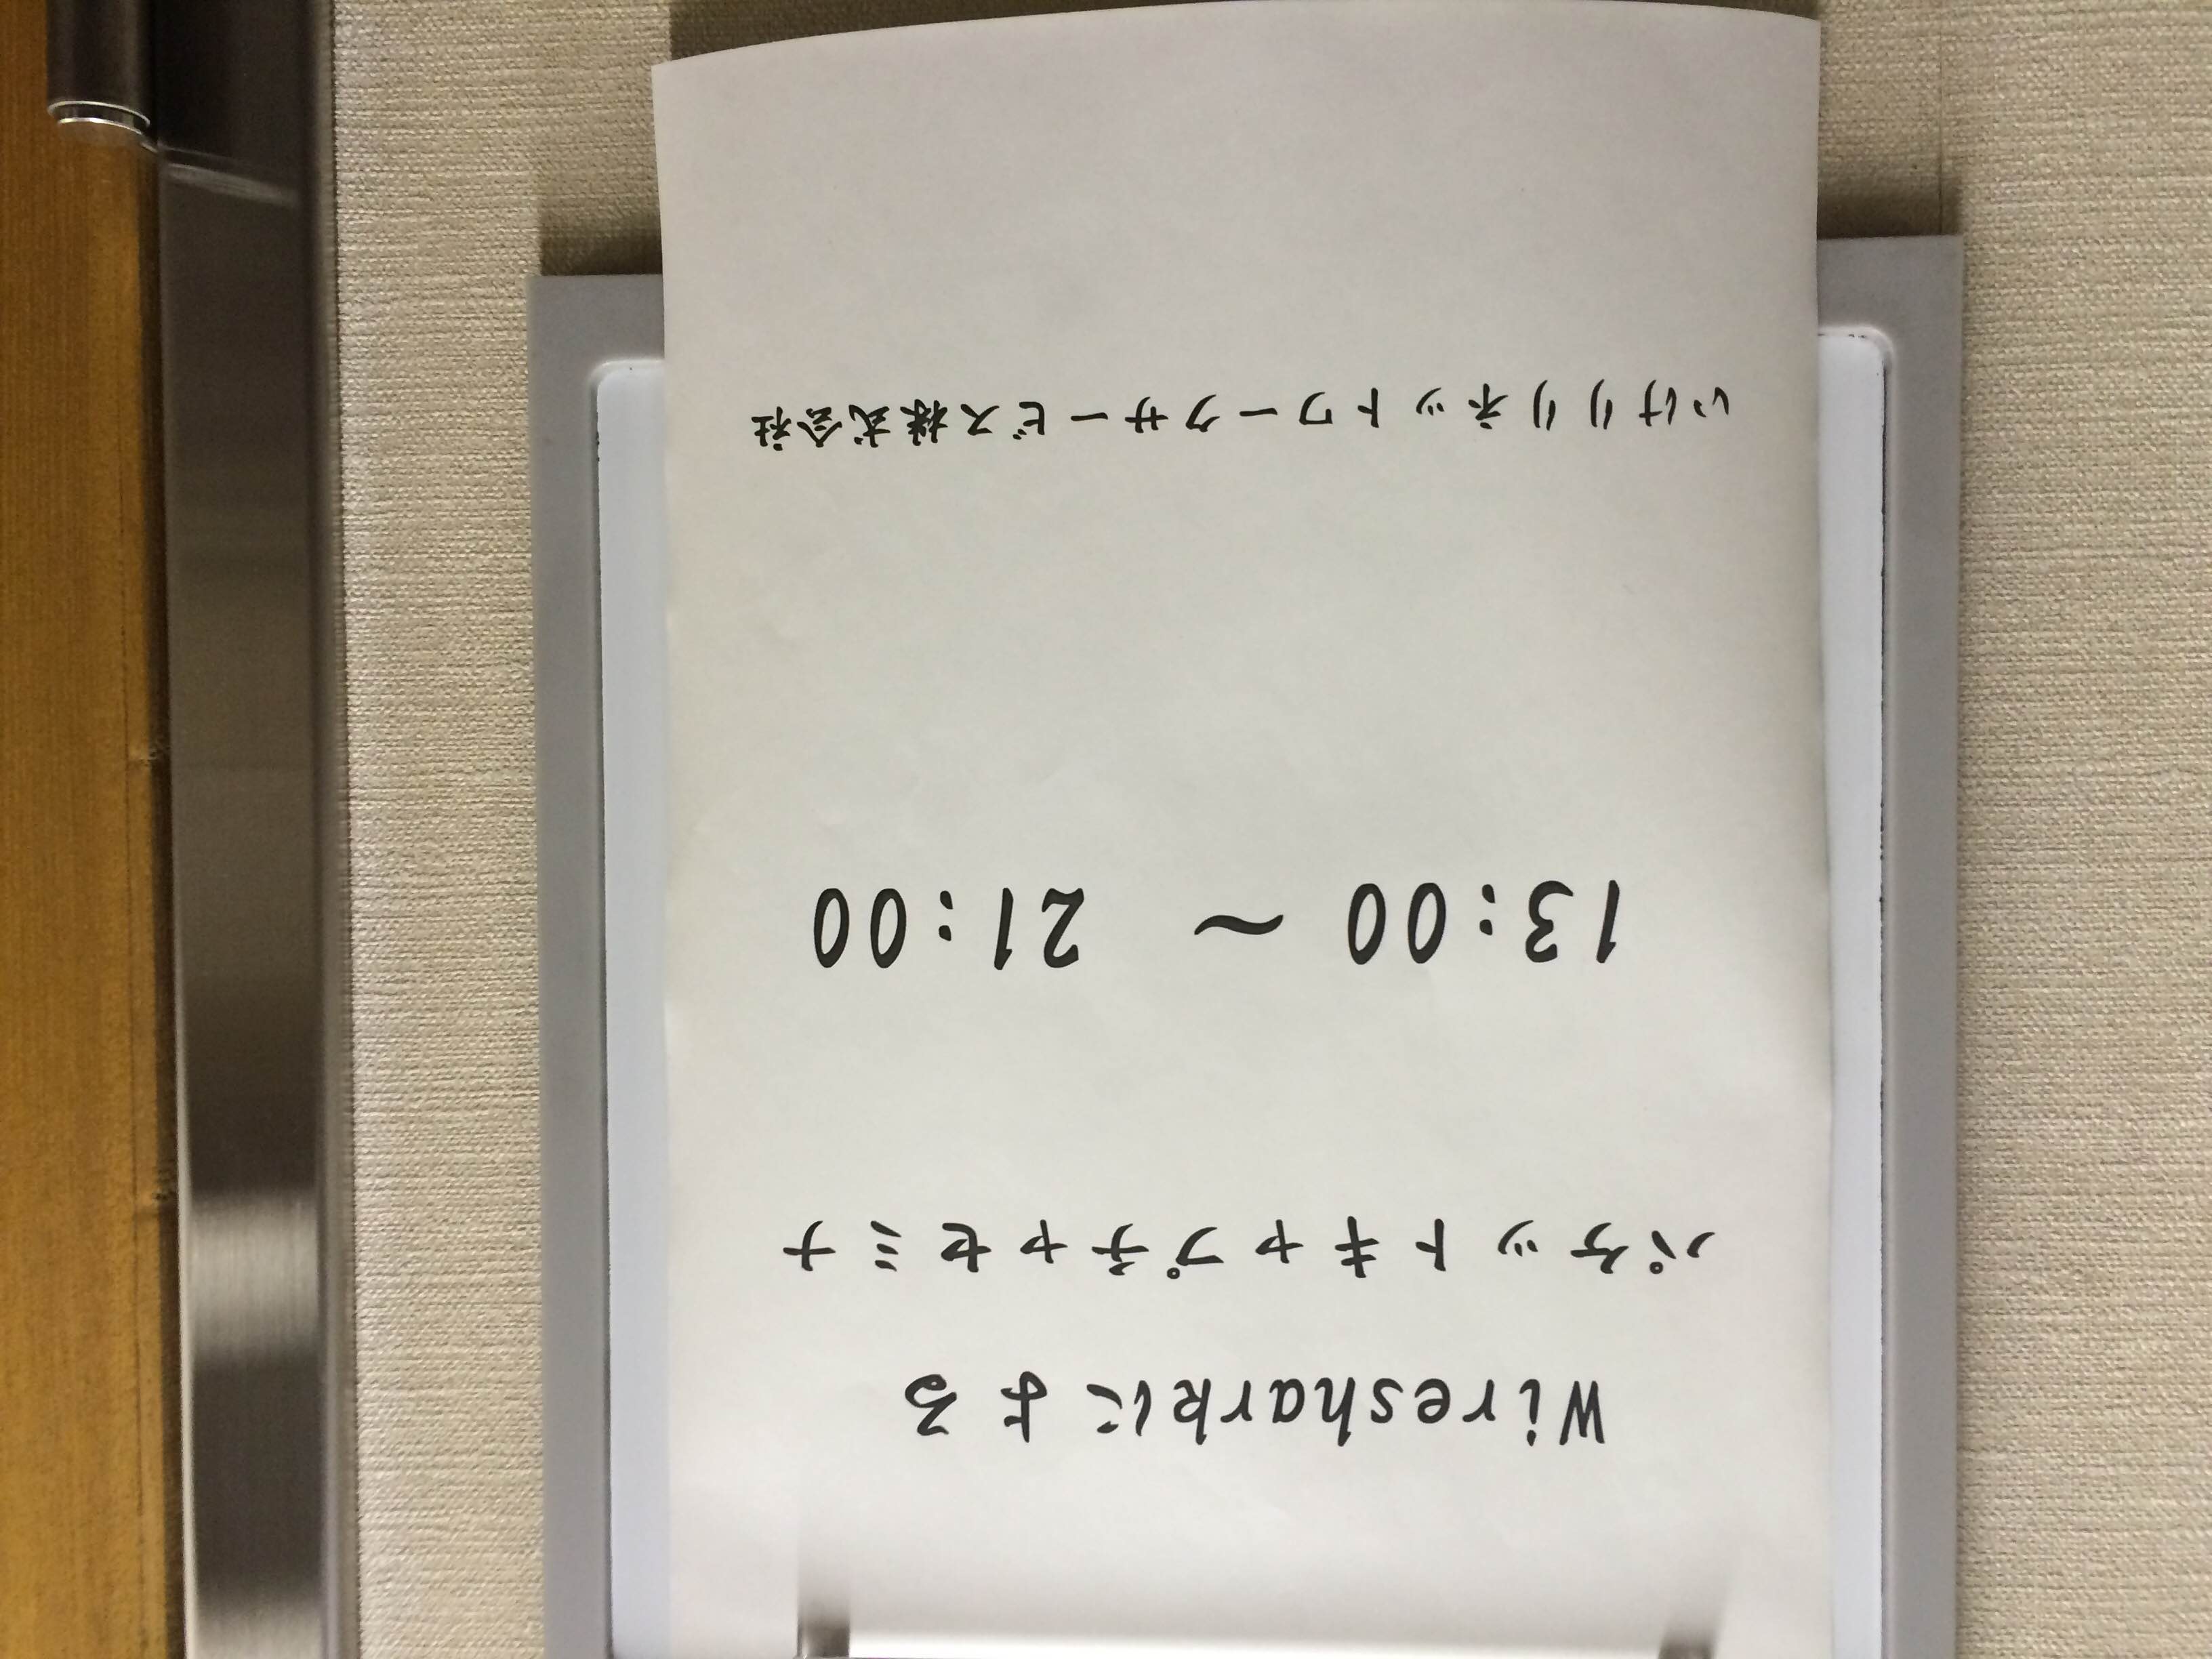 Wiresharkによる
パケットキャプチャセミナ
13:00 ～ 21:00
いけりりネットワークサービス株式会社